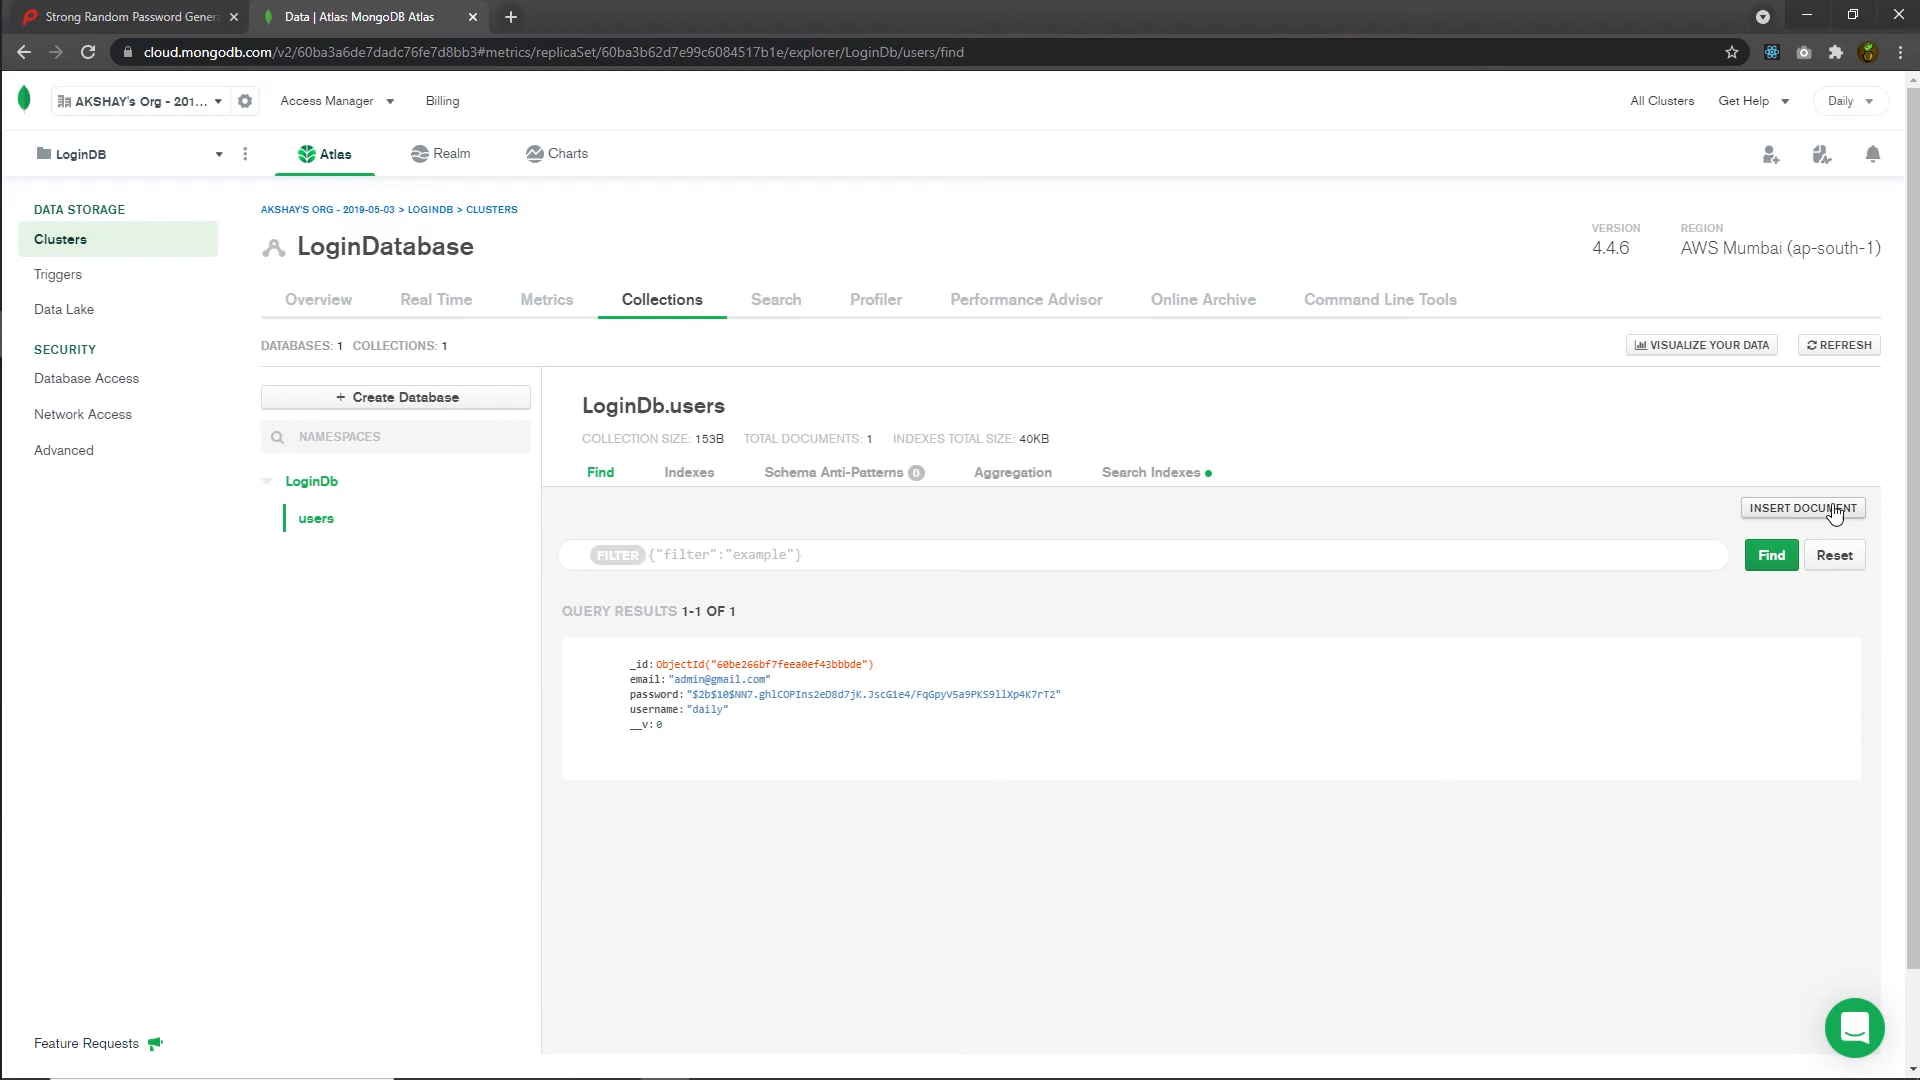 Strong Random Password Gener
Data | Atlas: MongoDB Atlas
cloud.mongodb.com/v2/60ba3a6de7dadc76fe7d8bb3#metrics/replicaSet/60ba3b62d7e99c6084517b1e/explorer/LoginDb/users/find
AKSHAY's Org - 201... Access Manager Billing All Clusters Get Help Daily
LoginDB Atlas Realm Charts
DATA STORAGE
Clusters
Triggers
Data Lake
SECURITY
Database Access
Network Access
Advanced
Feature Requests
AKSHAY'S ORG - 2019-05-03 > LOGINDB > CLUSTERS
LoginDatabase
VERSION
4.4.6
REGION
AWS Mumbai (ap-south-1)
Overview Real Time Metrics Collections Search Profiler Performance Advisor Online Archive Command Line Tools
DATABASES: 1 COLLECTIONS: 1
VISUALIZE YOUR DATA REFRESH
+ Create Database
NAMESPACES
LoginDb
users
LoginDb.users
COLLECTION SIZE: 153B TOTAL DOCUMENTS: 1 INDEXES TOTAL SIZE: 40KB
Find Indexes Schema Anti-Patterns 0 Aggregation Search Indexes
INSERT DOCUMENT
FILTER {"filter":"example"}
Find Reset
QUERY RESULTS 1-1 OF 1
_id:ObjectId("60be266bf7feea0ef43bbbde")
email:"admin@gmail.com"
password:"$2b$10$NN7.ghlCOPIns2eD8d7jK.JscG1e4/FqGpyV5a9PKS9llXp4K7rT2"
username:"daily"
__v:0